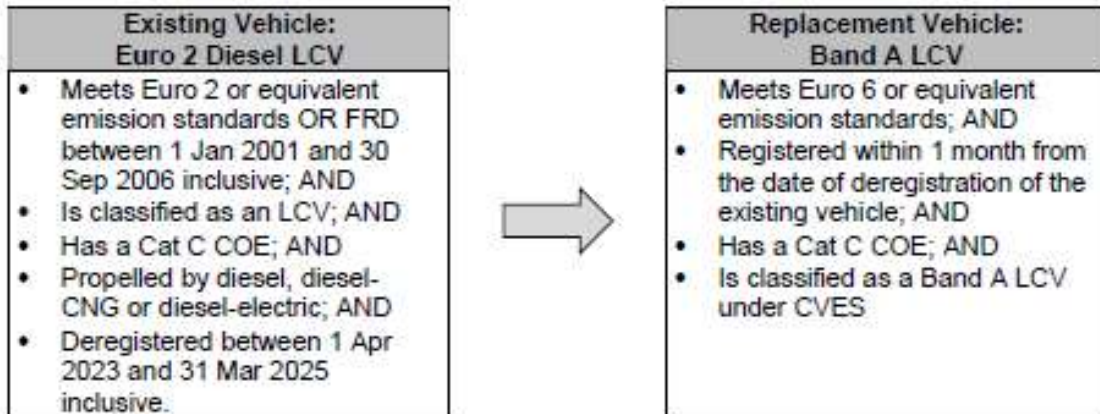 Existing Vehicle:
Euro 2 Diesel LCV
• Meets Euro 2 or equivalent
emission standards OR FRD
between 1 Jan 2001 and 30
Sep 2006 inclusive; AND
• Is classified as an LCV; AND
• Has a Cat C COE; AND
• Propelled by diesel, diesel-
CNG or diesel-electric; AND
• Deregistered between 1 Apr
2023 and 31 Mar 2025
inclusive.
Replacement Vehicle:
Band A LCV
• Meets Euro 6 or equivalent
emission standards; AND
• Registered within 1 month from
the date of deregistration of the
existing vehicle; AND
• Has a Cat C COE; AND
• Is classified as a Band A LCV
under CVES